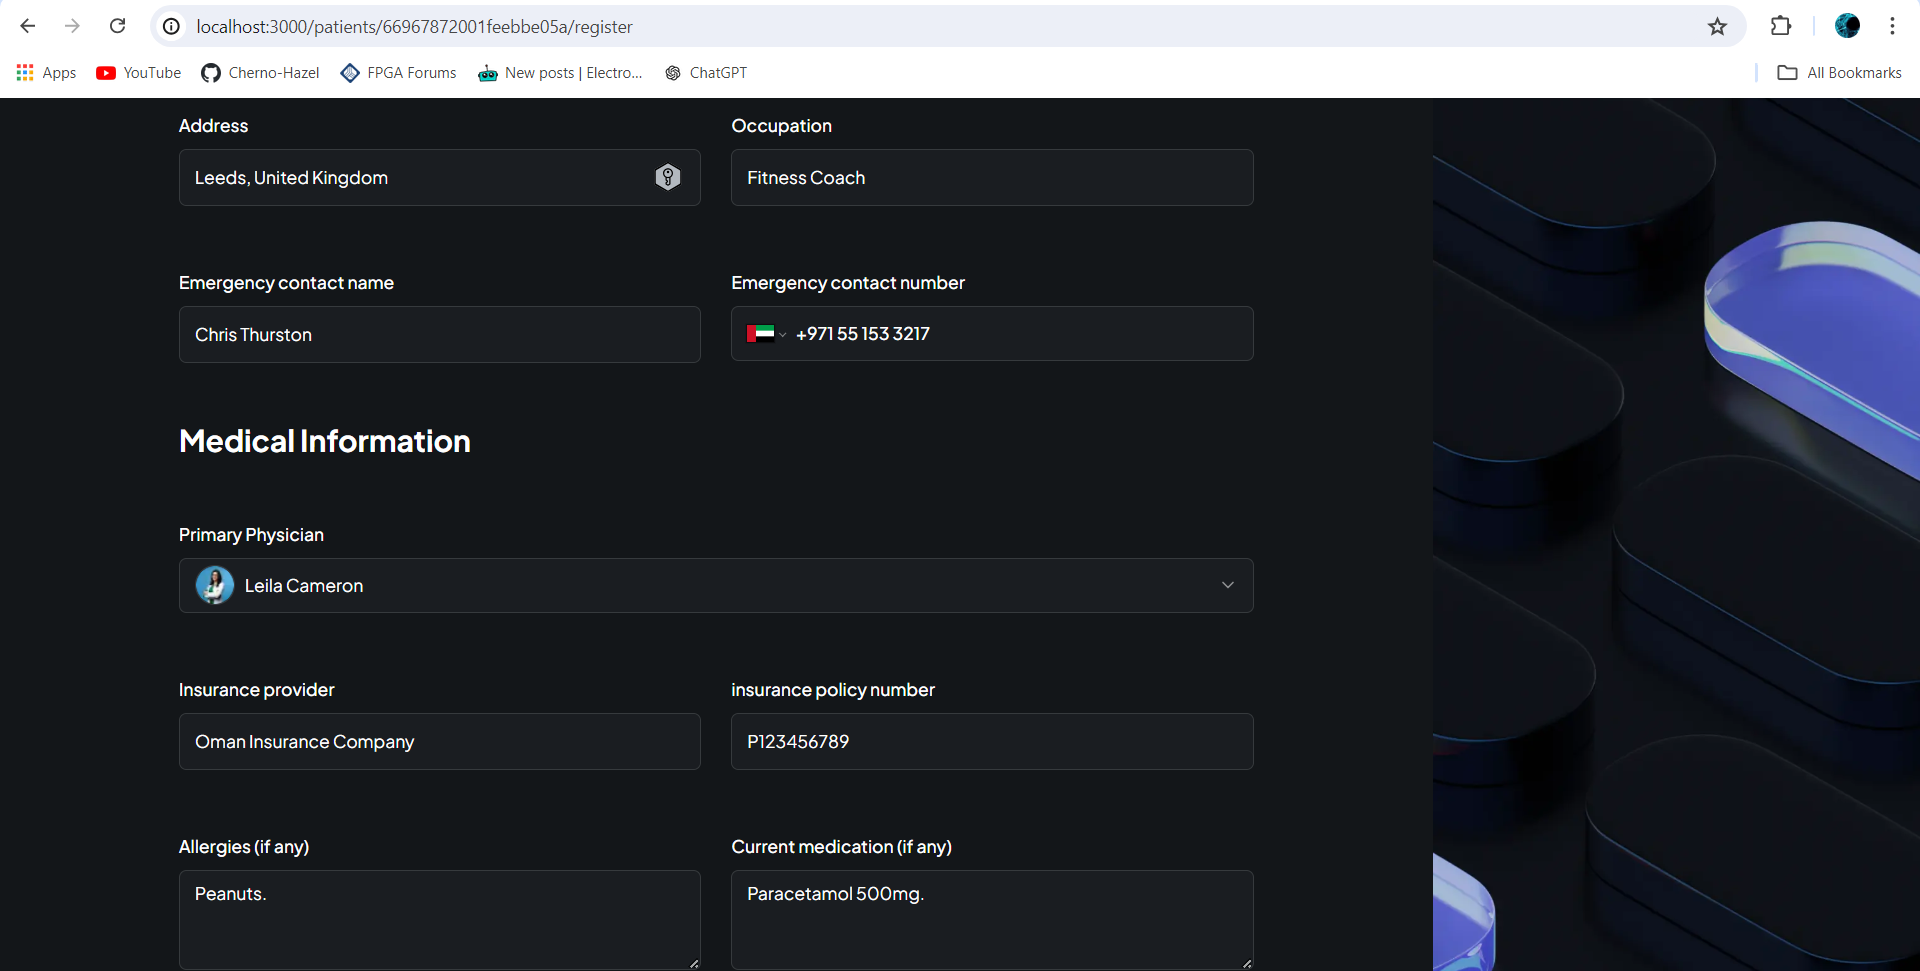 localhost:3000/patients/66967872001feebbe05a/register
Apps YouTube Cherno-Hazel FPGA Forums New posts | Electro... ChatGPT All Bookmarks
Address Occupation
Leeds, United Kingdom Fitness Coach
Emergency contact name Emergency contact number
Chris Thurston +971 55 153 3217
Medical Information
Primary Physician
Leila Cameron
Insurance provider insurance policy number
Oman Insurance Company P123456789
Allergies (if any) Current medication (if any)
Peanuts. Paracetamol 500mg.